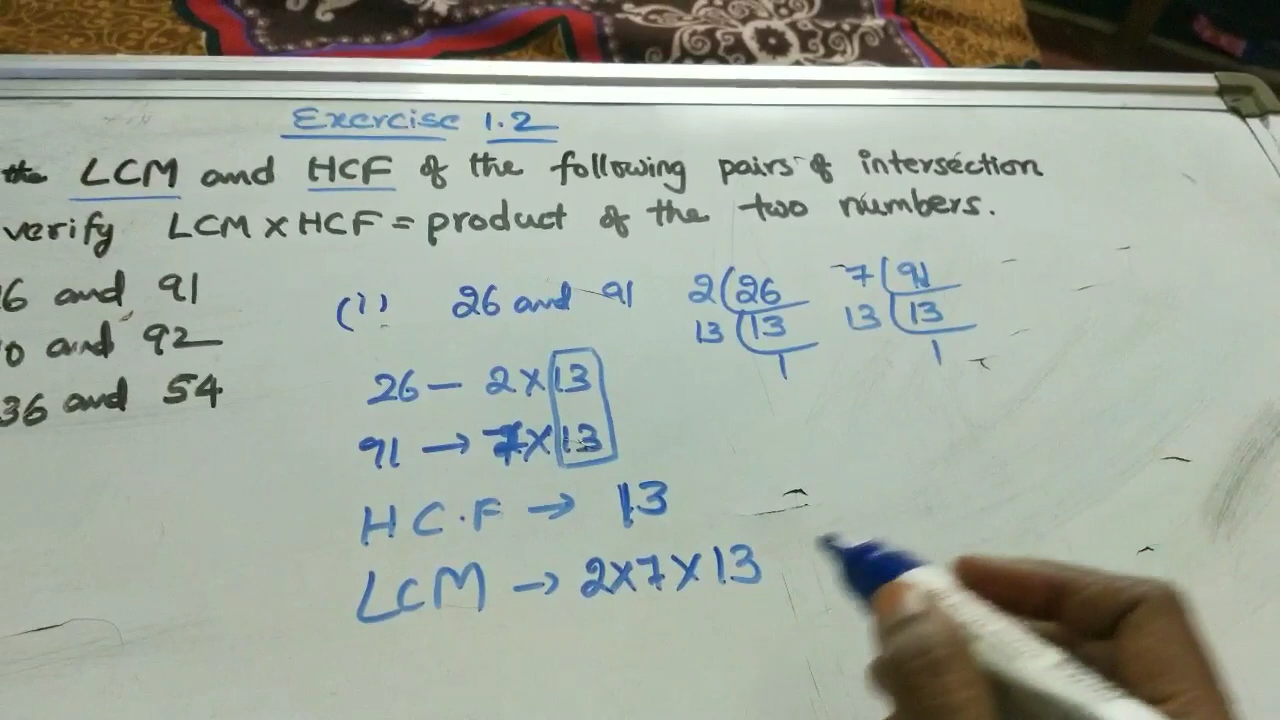 Exercise 1.2
the LCM and HCF of the following pairs of intersection
verify LCM X HCF = product of the two numbers.
6 and 91
0 and 92
36 and 54
(i) 26 and 91
2 26
13 13
1
7 91
13 13
1
26 — 2 X 13
91 → 7 X 13
H C.F → 13
LCM → 2X7X13